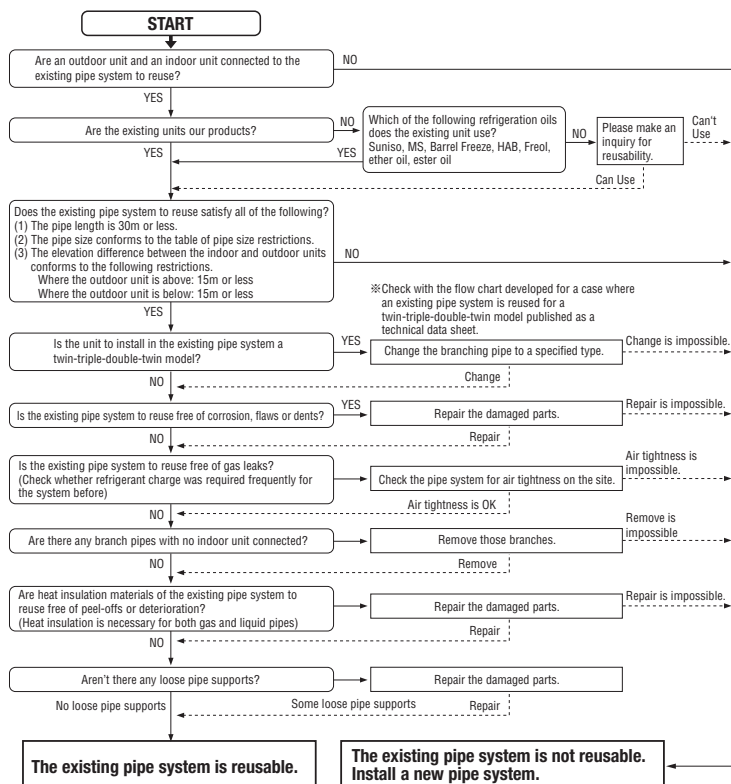 START
Are an outdoor unit and an indoor unit connected to the
existing pipe system to reuse?
NO
YES
Are the existing units our products?
NO
YES
Which of the following refrigeration oils
does the existing unit use?
Suniso, MS, Barrel Freeze, HAB, Freol,
ether oil, ester oil
NO
YES
Please make an
inquiry for
reusability.
Can't
Use
Can Use
Does the existing pipe system to reuse satisfy all of the following?
(1) The pipe length is 30m or less.
(2) The pipe size conforms to the table of pipe size restrictions.
(3) The elevation difference between the indoor and outdoor units
conforms to the following restrictions.
Where the outdoor unit is above: 15m or less
Where the outdoor unit is below: 15m or less
NO
YES
※Check with the flow chart developed for a case where
an existing pipe system is reused for a
twin-triple-double-twin model published as a
technical data sheet.
Is the unit to install in the existing pipe system a
twin-triple-double-twin model?
YES
Change the branching pipe to a specified type.
Change is impossible.
Change
NO
Is the existing pipe system to reuse free of corrosion, flaws or dents?
YES
Repair the damaged parts.
Repair is impossible.
Repair
NO
Is the existing pipe system to reuse free of gas leaks?
(Check whether refrigerant charge was required frequently for
the system before)
Check the pipe system for air tightness on the site.
Air tightness is
impossible.
Air tightness is OK
NO
Are there any branch pipes with no indoor unit connected?
Remove those branches.
Remove is
impossible
Remove
NO
Are heat insulation materials of the existing pipe system to
reuse free of peel-offs or deterioration?
(Heat insulation is necessary for both gas and liquid pipes)
Repair the damaged parts.
Repair is impossible.
Repair
NO
Aren't there any loose pipe supports?
Repair the damaged parts.
No loose pipe supports
Some loose pipe supports
Repair
The existing pipe system is reusable.
The existing pipe system is not reusable.
Install a new pipe system.